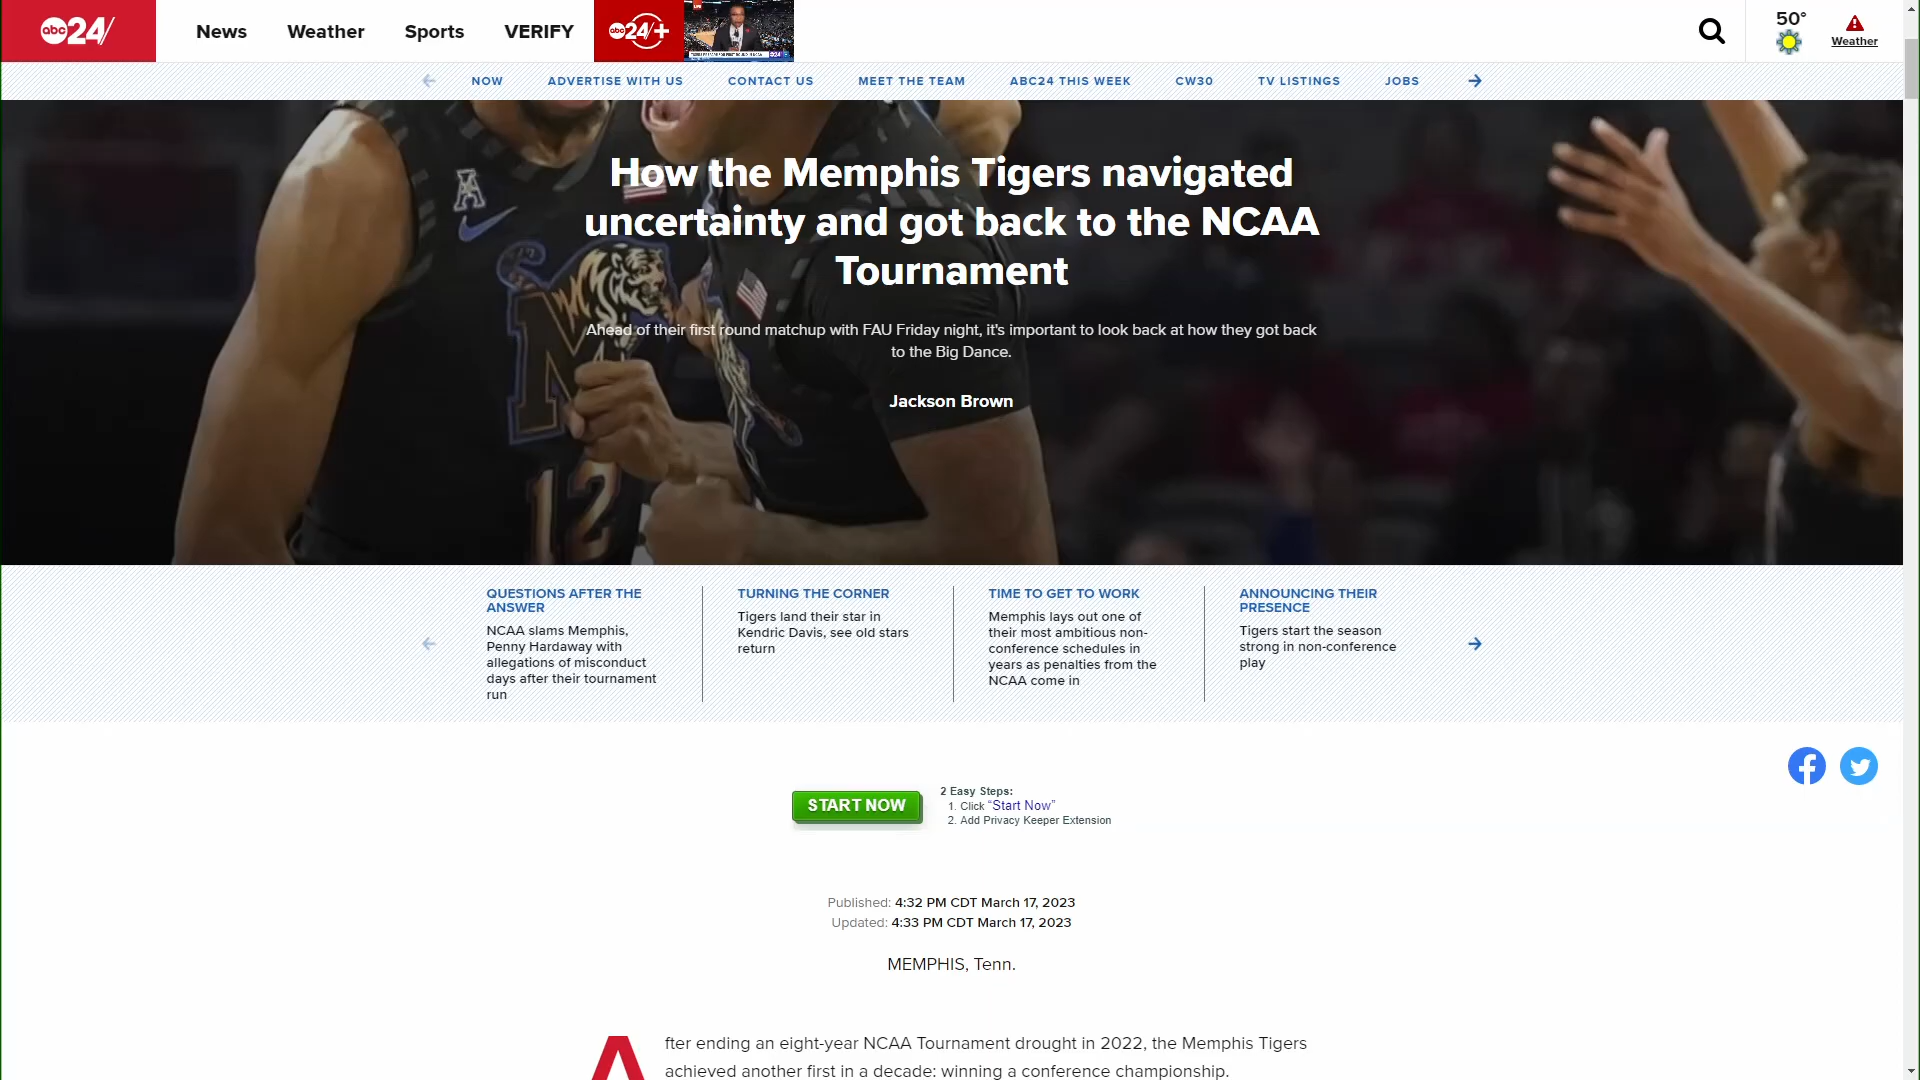 abc 24/
News
Weather
Sports
VERIFY
abc 24/+
50°
Weather
NOW
ADVERTISE WITH US
CONTACT US
MEET THE TEAM
ABC24 THIS WEEK
CW30
TV LISTINGS
JOBS
How the Memphis Tigers navigated
uncertainty and got back to the NCAA
Tournament
Ahead of their first round matchup with FAU Friday night, it's important to look back at how they got back
to the Big Dance.
Jackson Brown
M
12
QUESTIONS AFTER THE
ANSWER
NCAA slams Memphis,
Penny Hardaway with
allegations of misconduct
days after their tournament
run
TURNING THE CORNER
Tigers land their star in
Kendric Davis, see old stars
return
TIME TO GET TO WORK
Memphis lays out one of
their most ambitious non-
conference schedules in
years as penalties from the
NCAA come in
ANNOUNCING THEIR
PRESENCE
Tigers start the season
strong in non-conference
play
START NOW
2 Easy Steps:
1. Click “Start Now”
2. Add Privacy Keeper Extension
Published: 4:32 PM CDT March 17, 2023
Updated: 4:33 PM CDT March 17, 2023
MEMPHIS, Tenn.
After ending an eight-year NCAA Tournament drought in 2022, the Memphis Tigers
achieved another first in a decade: winning a conference championship.